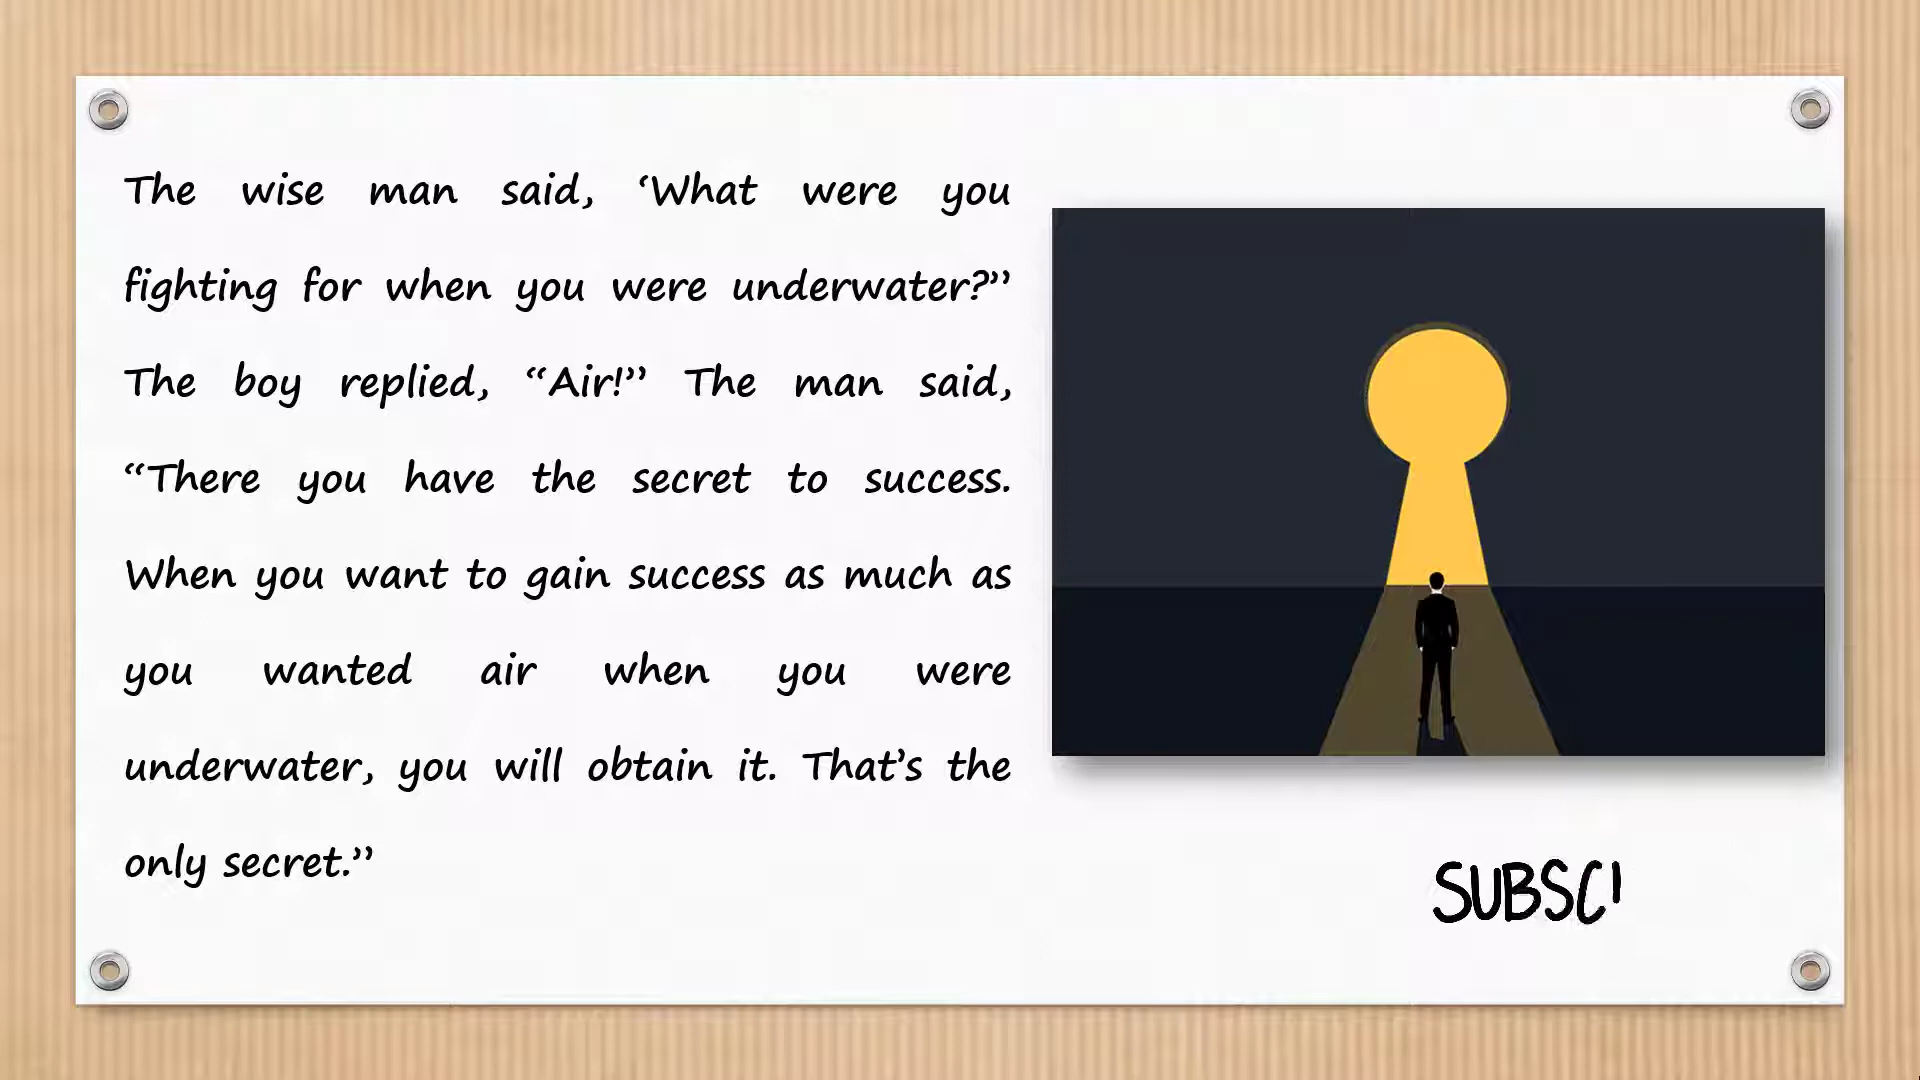 The wise man said, ‘What were you
fighting for when you were underwater?”
The boy replied, “Air!” The man said,
“There you have the secret to success.
When you want to gain success as much as
you wanted air when you were
underwater, you will obtain it. That’s the
only secret.”
SUBSCI